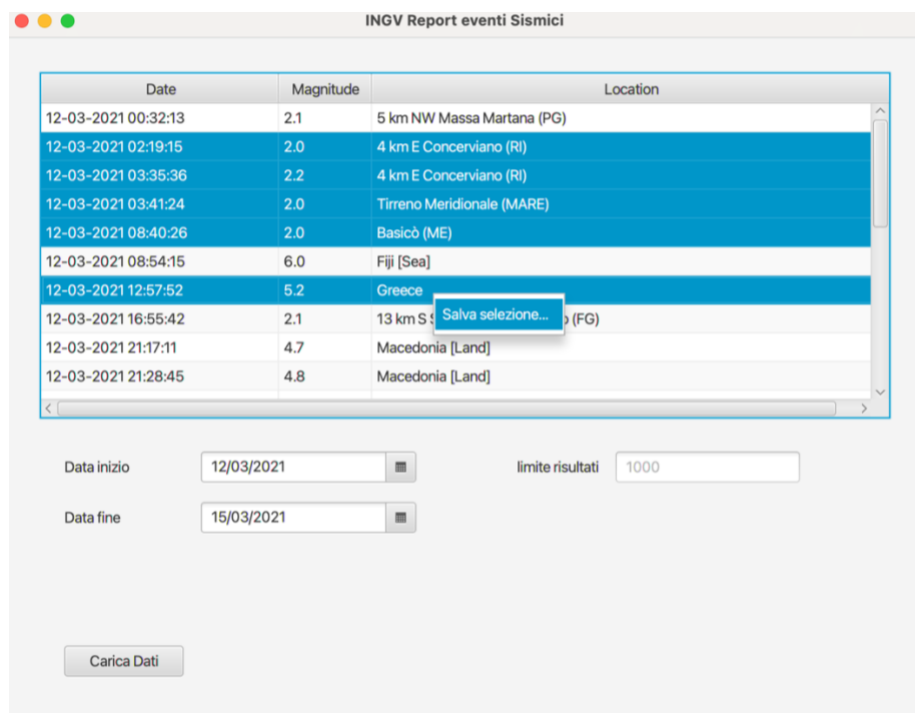 INGV Report eventi Sismici
Date Magnitude Location
12-03-2021 00:32:13 2.1 5 km NW Massa Martana (PG)
12-03-2021 02:19:15 2.0 4 km E Concerviano (RI)
12-03-2021 03:35:36 2.2 4 km E Concerviano (RI)
12-03-2021 03:41:24 2.0 Tirreno Meridionale (MARE)
12-03-2021 08:40:26 2.0 Basicò (ME)
12-03-2021 08:54:15 6.0 Fiji [Sea]
12-03-2021 12:57:52 5.2 Greece
Salva selezione...
12-03-2021 16:55:42 2.1 13 km S (FG)
12-03-2021 21:17:11 4.7 Macedonia [Land]
12-03-2021 21:28:45 4.8 Macedonia [Land]
Data inizio 12/03/2021 limite risultati 1000
Data fine 15/03/2021
Carica Dati